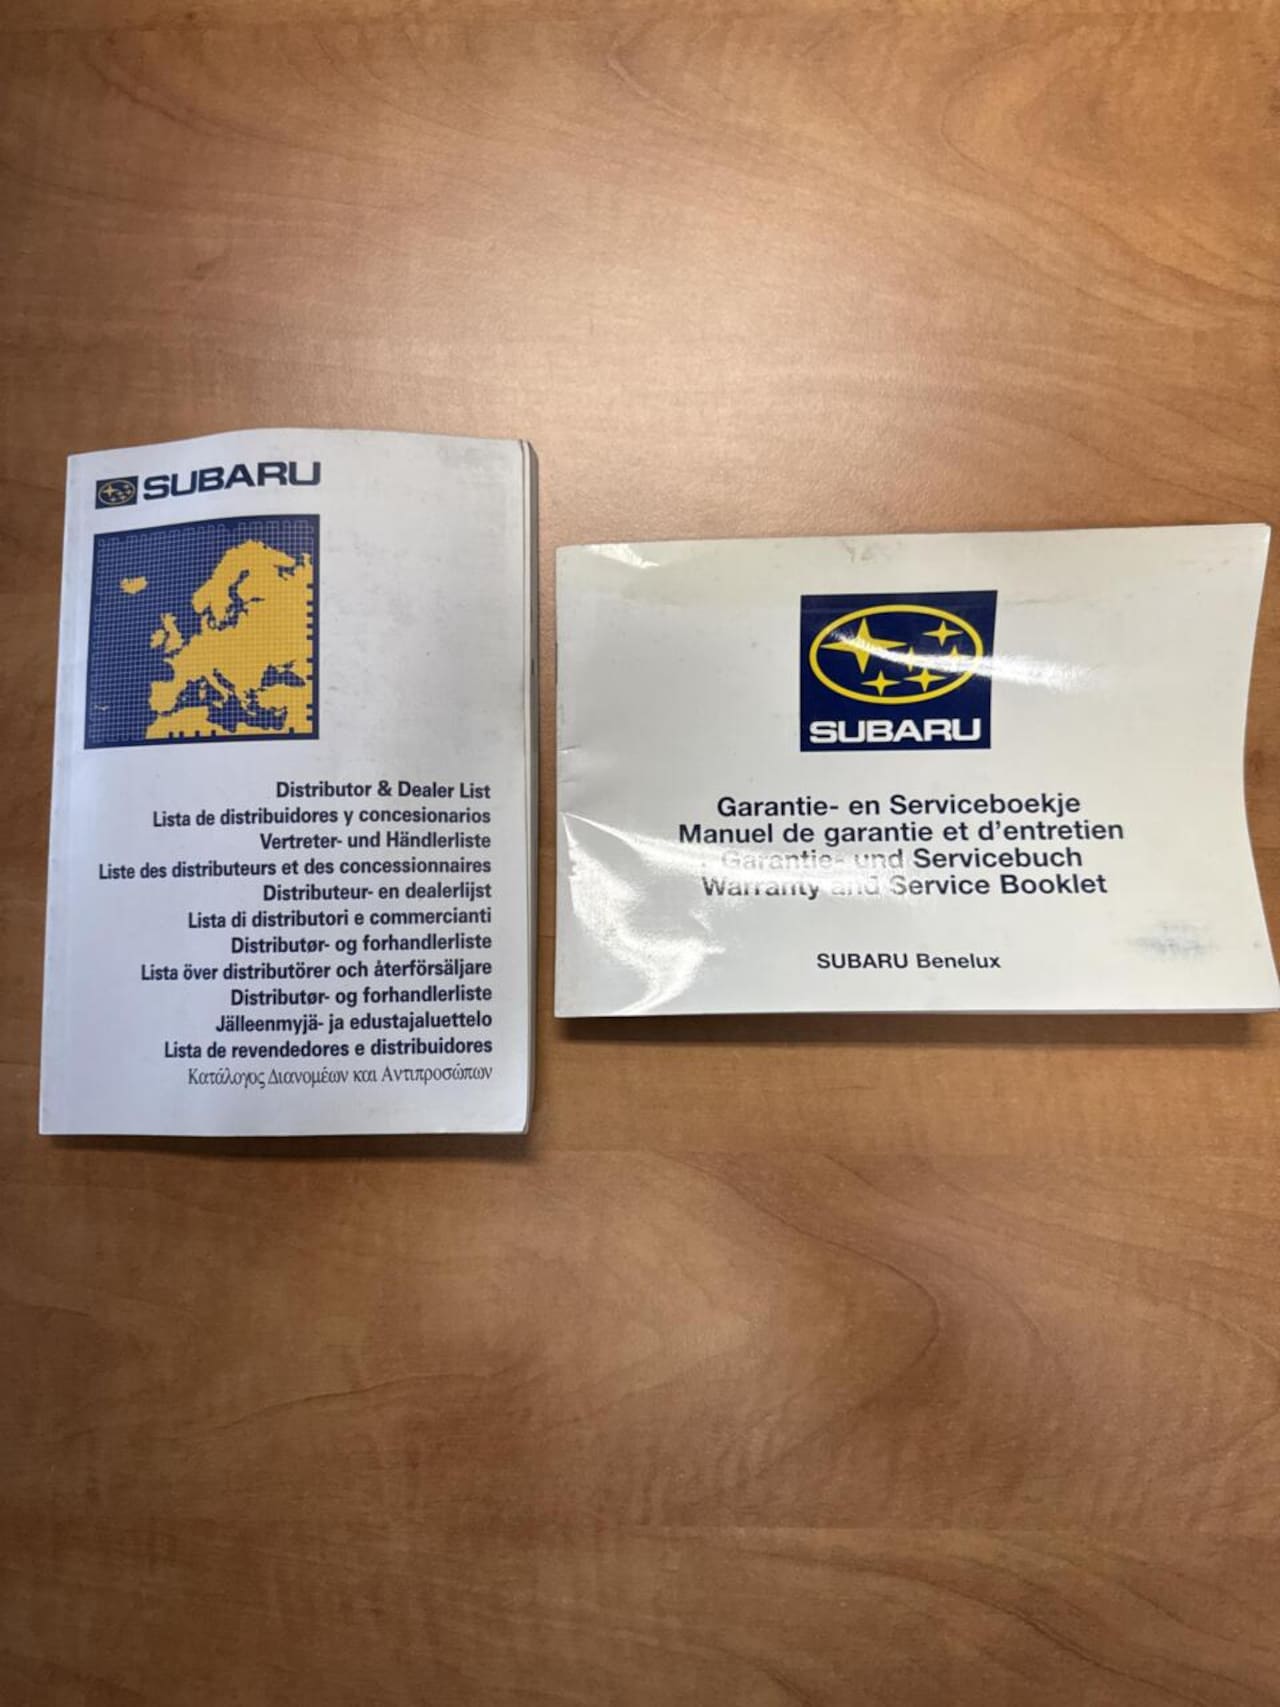 SUBARU
Distributor & Dealer List
Lista de distribuidores y concesionarios
Vertreter- und Händlerliste
Liste des distributeurs et des concessionnaires
Distributeur- en dealerlijst
Lista di distributori e commercianti
Distributør- og forhandlerliste
Lista över distributörer och återförsäljare
Distributør- og forhandlerliste
Jälleenmyjä- ja edustajaluettelo
Lista de revendedores e distribuidores
Κατάλογος Διανομέων και Αντιπροσώπων
SUBARU
Garantie- en Serviceboekje
Manuel de garantie et d'entretien
Garantie- und Servicebuch
Warranty and Service Booklet
SUBARU Benelux